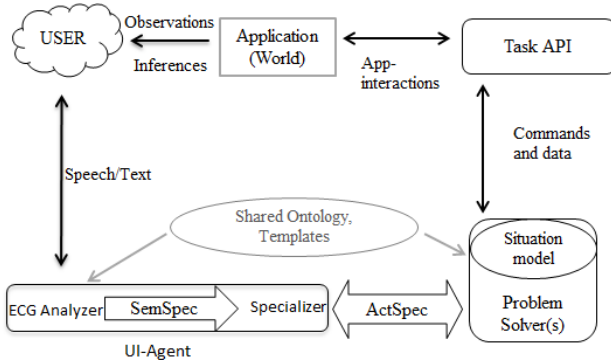 Observations
USER
Application
(World)
Task API
Inferences
App-
interactions
Commands
and data
Speech/Text
Shared Ontology,
Templates
Situation
model
ECG Analyzer
SemSpec
Specializer
ActSpec
Problem
Solver(s)
UI-Agent